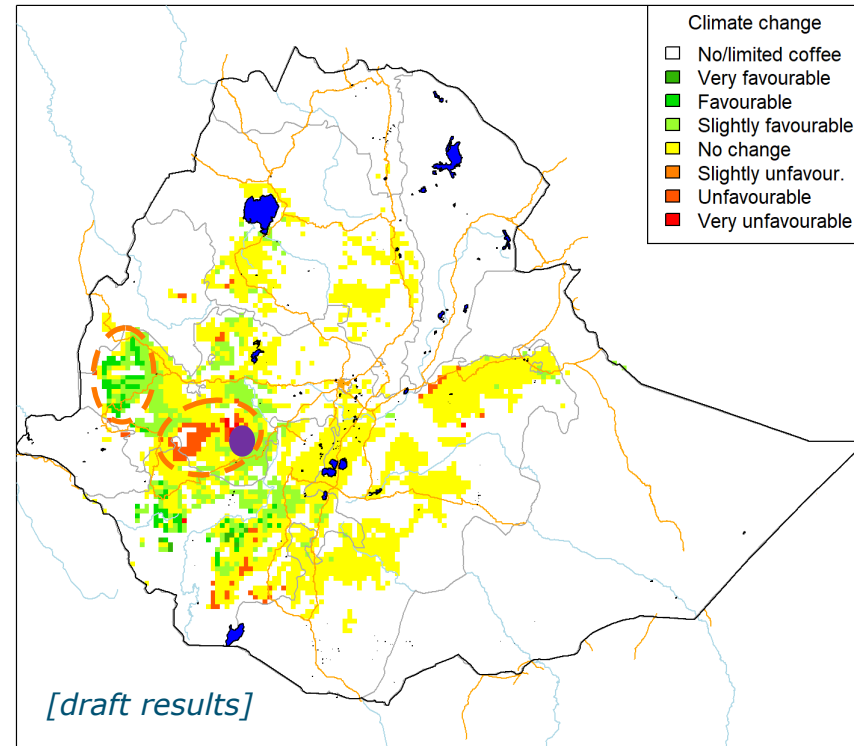 Climate change
No/limited coffee
Very favourable
Favourable
Slightly favourable
No change
Slightly unfavour.
Unfavourable
Very unfavourable
[draft results]